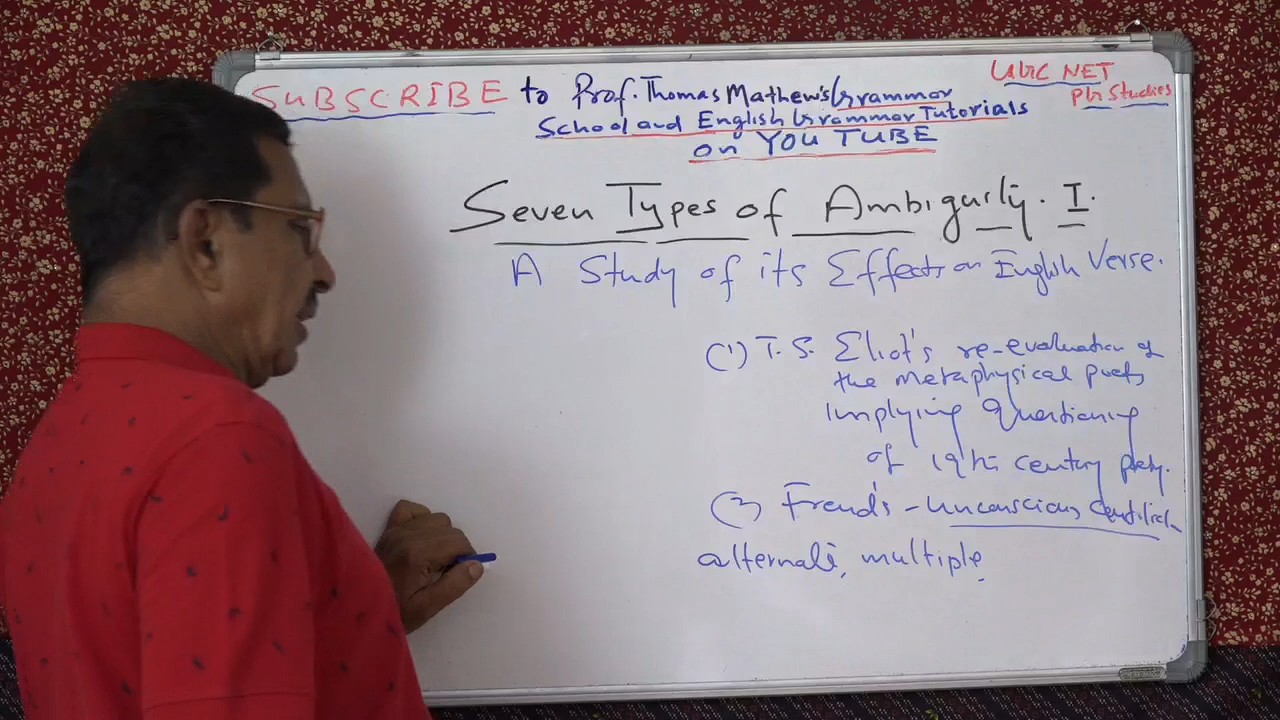 SUBSCRIBE to Prof. Thomas Mathew's Grammar
UGC NET
PG Studies
School and English Grammar Tutorials
on YOU TUBE
Seven Types of Ambiguity. I.
A Study of its Effects on English Verse.
(1) T. S. Eliot's re-evaluation of
the metaphysical poets
implying Questioning
of 19th century poetry.
(2) Freud's - Unconscious Conflict
alternate, multiple